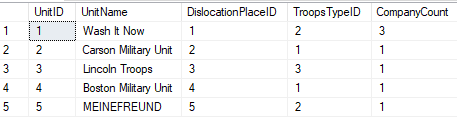 UnitID UnitName DislocationPlaceID TroopsTypeID CompanyCount
1 1 Wash It Now 1 2 3
2 2 Carson Military Unit 2 1 1
3 3 Lincoln Troops 3 3 1
4 4 Boston Military Unit 4 1 1
5 5 MEINEFREUND 5 2 1